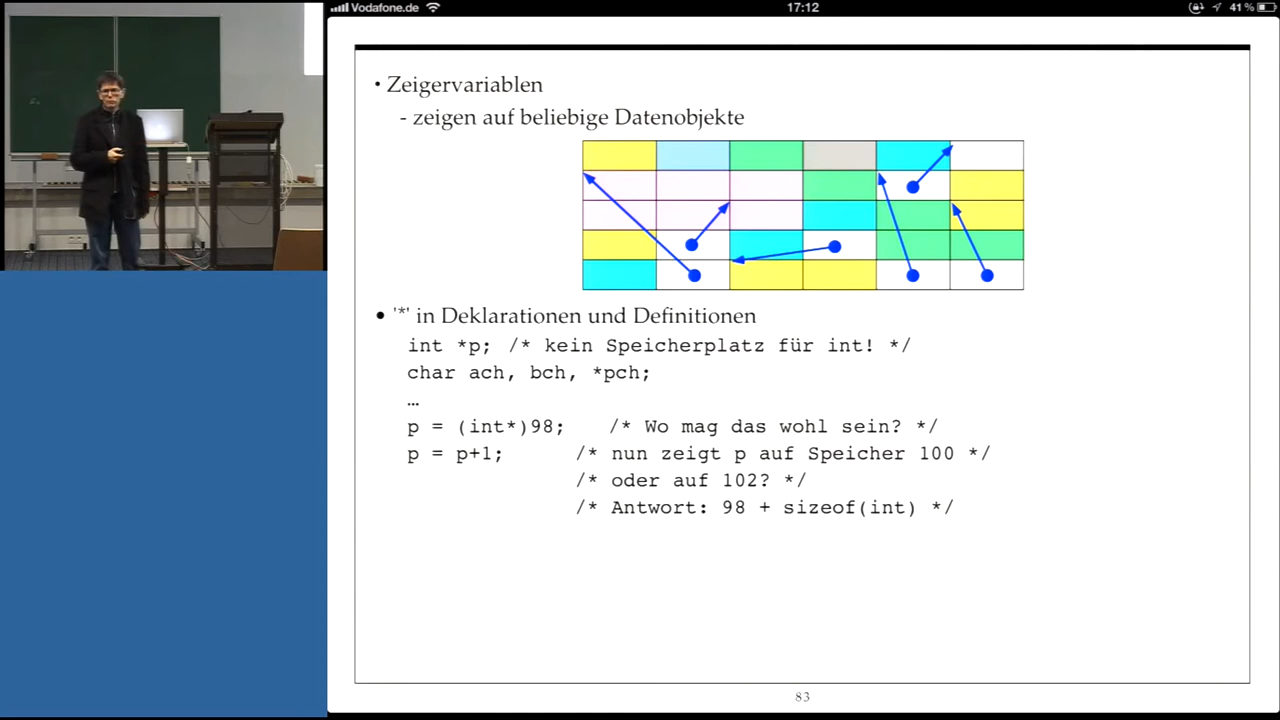 Vodafone.de
17:12
41 %
• Zeigervariablen
- zeigen auf beliebige Datenobjekte
• '*' in Deklarationen und Definitionen
int *p; /* kein Speicherplatz für int! */
char ach, bch, *pch;
…
p = (int*)98; /* Wo mag das wohl sein? */
p = p+1; /* nun zeigt p auf Speicher 100 */
/* oder auf 102? */
/* Antwort: 98 + sizeof(int) */
83